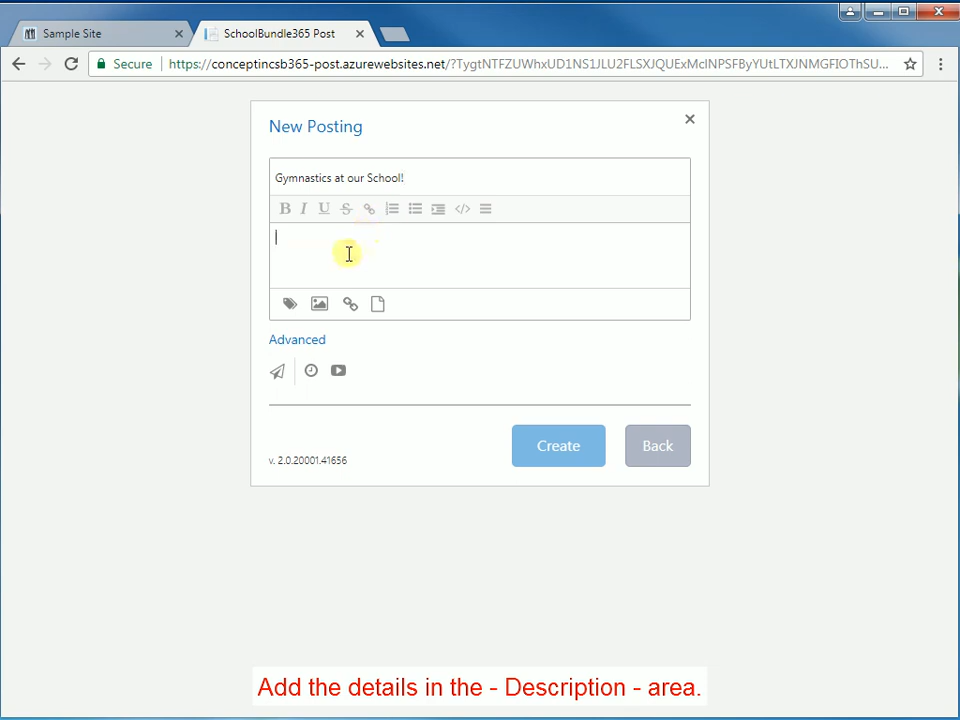 Sample Site
SchoolBundle365 Post
Secure
https://conceptincsb365-post.azurewebsites.net/?TygtNTFZUWhxUD1NS1JLU2FLSXJQUExMclNPSFByYUtLTXJNMGFIOThSU...
New Posting
Gymnastics at our School!
B I U S
Advanced
Create
Back
v. 2.0.20001.41656
Add the details in the - Description - area.